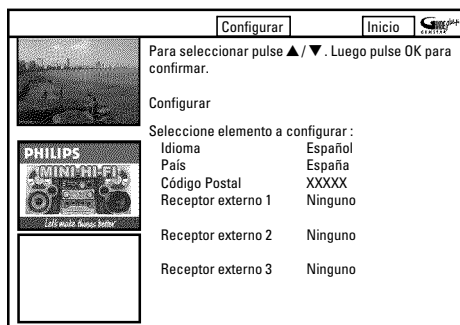 Configurar
Inicio
GUIDE Plus+
GEMSTAR
Para seleccionar pulse ▲/▼. Luego pulse OK para
confirmar.
Configurar
Seleccione elemento a configurar :
Idioma Español
País España
Código Postal XXXXX
Receptor externo 1 Ninguno
Receptor externo 2 Ninguno
Receptor externo 3 Ninguno
PHILIPS
MINI-HI-FI
Let's make things better